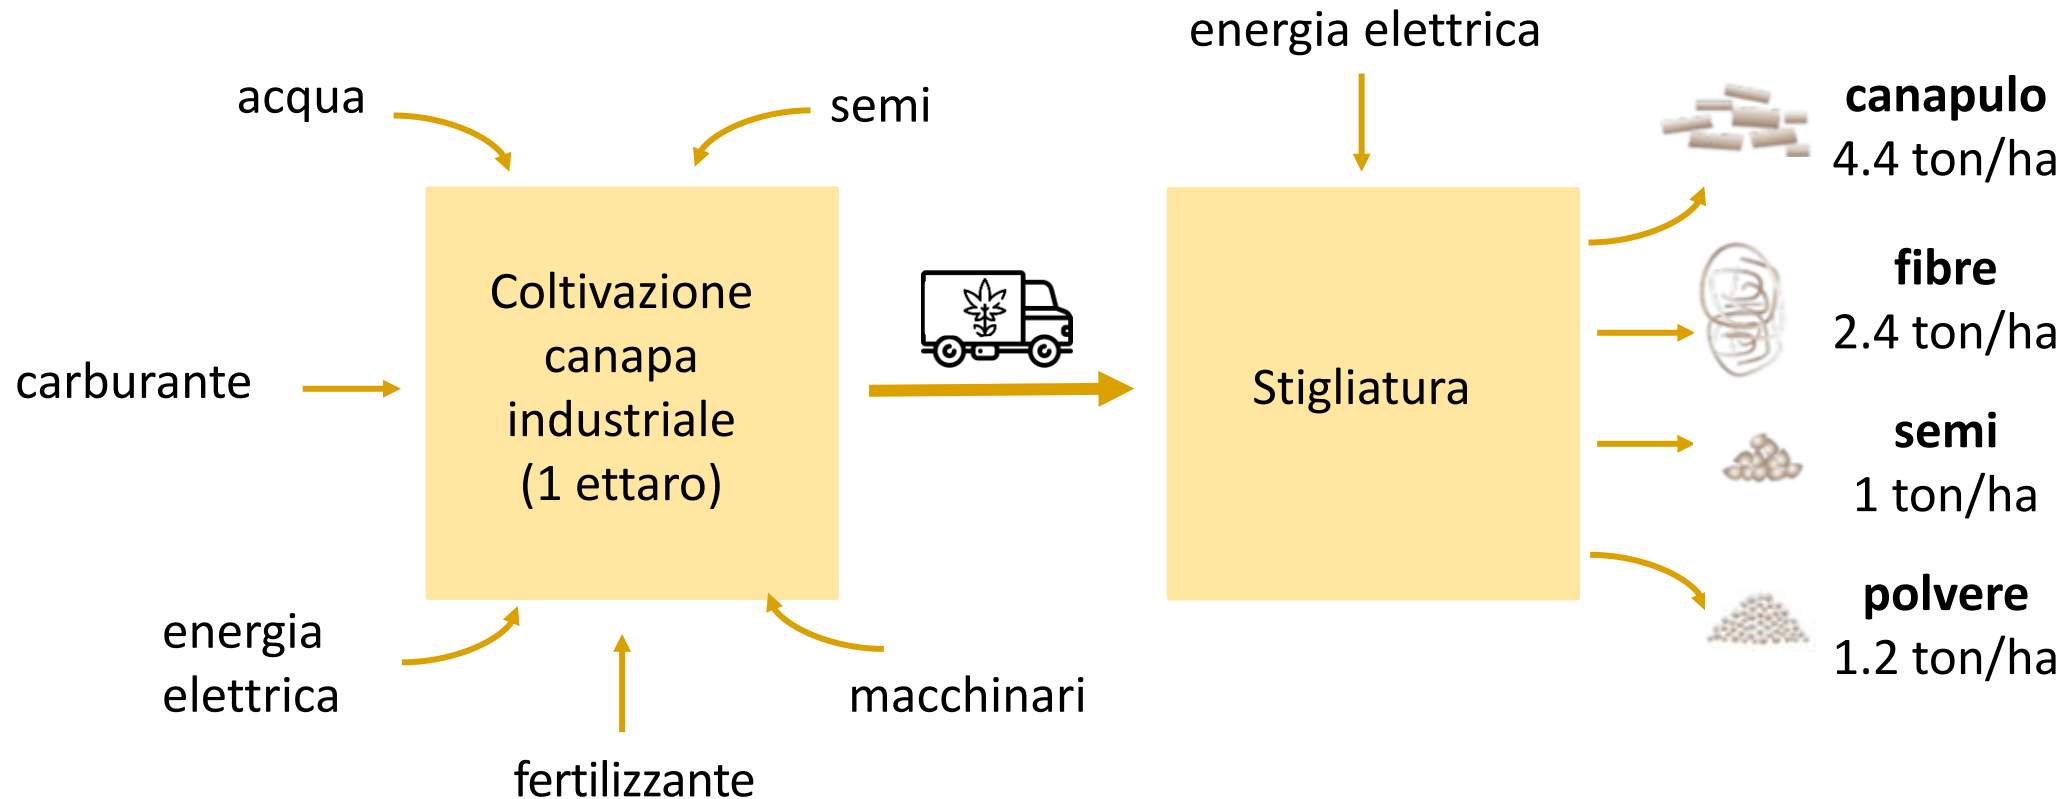 energia elettrica
acqua
semi
canapulo
4.4 ton/ha
Coltivazione
canapa
industriale
(1 ettaro)
fibre
2.4 ton/ha
carburante
Stigliatura
semi
1 ton/ha
energia
elettrica
macchinari
polvere
1.2 ton/ha
fertilizzante